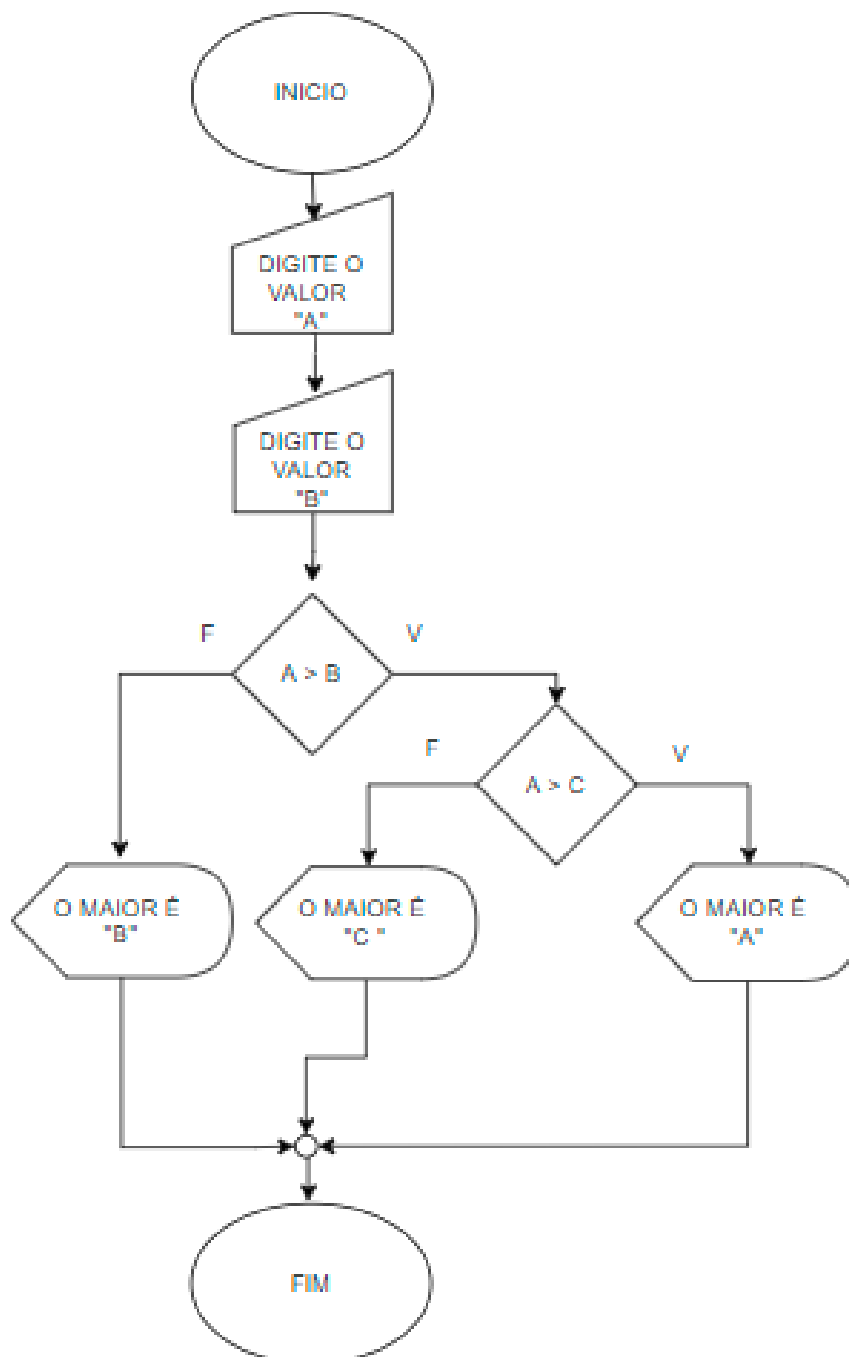 INICIO
DIGITE O
VALOR
"A"
DIGITE O
VALOR
"B"
F
V
A > B
F
V
A > C
O MAIOR É
"B"
O MAIOR É
"C "
O MAIOR É
"A"
FIM